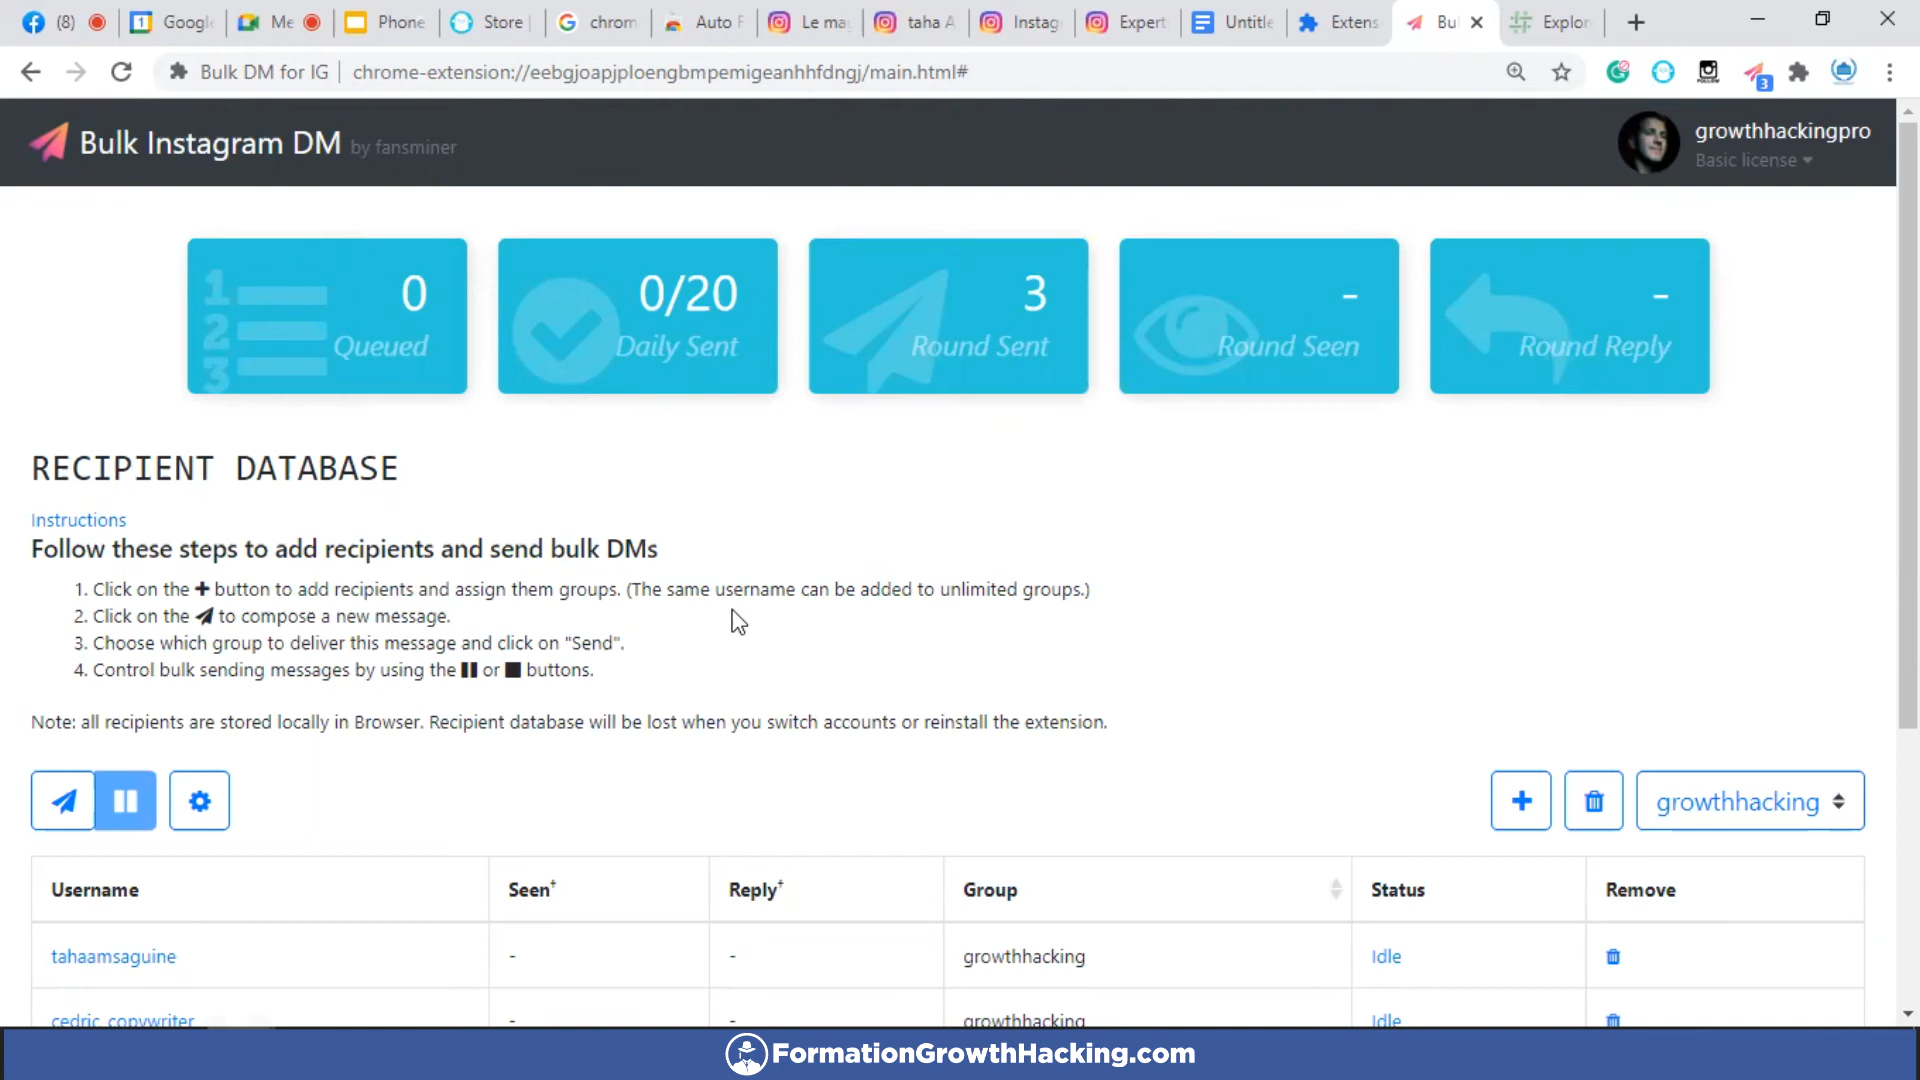 (8)
Google
Me
Phone
Store
chrom
Auto F
Le ma
taha A
Instag
Expert
Untitle
Extens
Bu
Explor
Bulk DM for IG
chrome-extension://eebgjoapjploengbmpemigeanhhfdngj/main.html#
3
Bulk Instagram DM by fansminer
growthhackingpro
Basic license
0
Queued
0/20
Daily Sent
3
Round Sent
-
Round Seen
-
Round Reply
RECIPIENT DATABASE
Instructions
Follow these steps to add recipients and send bulk DMs
1. Click on the + button to add recipients and assign them groups. (The same username can be added to unlimited groups.)
2. Click on the to compose a new message.
3. Choose which group to deliver this message and click on "Send".
4. Control bulk sending messages by using the or buttons.
Note: all recipients are stored locally in Browser. Recipient database will be lost when you switch accounts or reinstall the extension.
growthhacking
Username Seen† Reply† Group Status Remove
tahaamsaguine - - growthhacking Idle
cedric_copywriter - - growthhacking Idle
FormationGrowthHacking.com